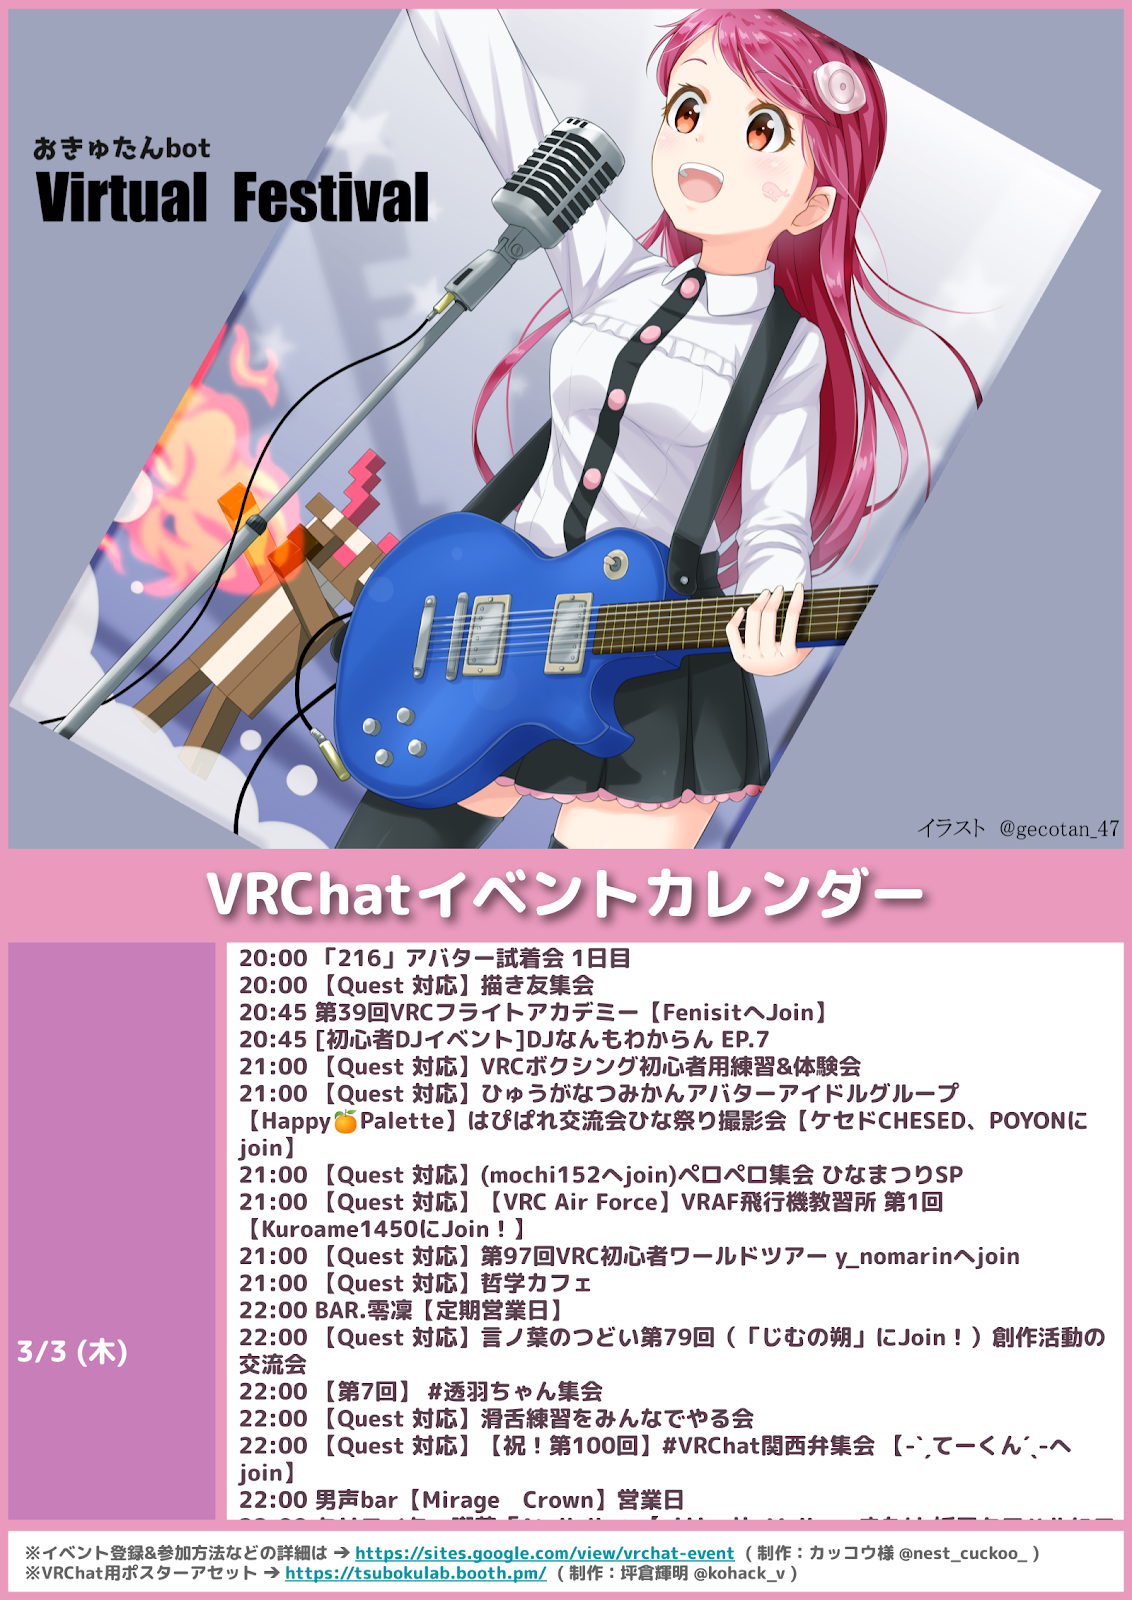 おきゅたんbot
Virtual Festival
イラスト @gecotan_47
VRChatイベントカレンダー
20:00 「216」アバター試着会 1日目
20:00 【Quest 対応】描き友集会
20:45 第39回VRCフライトアカデミー【FenisitへJoin】
20:45 [初心者DJイベント]DJなんもわからん EP.7
21:00 【Quest 対応】VRCボクシング初心者用練習&体験会
21:00 【Quest 対応】ひゅうがなつみかんアバターアイドルグループ
【Happy🍊Palette】はぴぱれ交流会ひな祭り撮影会【ケセドCHESED、POYONに
join】
21:00 【Quest 対応】(mochi152へjoin)ペロペロ集会 ひなまつりSP
21:00 【Quest 対応】【VRC Air Force】VRAF飛行機教習所 第1回
【Kuroame1450にJoin！】
21:00 【Quest 対応】第97回VRC初心者ワールドツアー y_nomarinへjoin
21:00 【Quest 対応】哲学カフェ
22:00 BAR.零凜【定期営業日】
3/3 (木)
22:00 【Quest 対応】言ノ葉のつどい第79回（「じむの朔」にJoin！）創作活動の
交流会
22:00 【第7回】 #透羽ちゃん集会
22:00 【Quest 対応】滑舌練習をみんなでやる会
22:00 【Quest 対応】【祝！第100回】#VRChat関西弁集会 【-`ˏてーくんˊˎ-へ
join】
22:00 男声bar【Mirage　Crown】営業日
※イベント登録&参加方法などの詳細は → https://sites.google.com/view/vrchat-event ( 制作：カッコウ様 @nest_cuckoo_ )
※VRChat用ポスターアセット → https://tsubokulab.booth.pm/ ( 制作：坪倉輝明 @kohack_v )